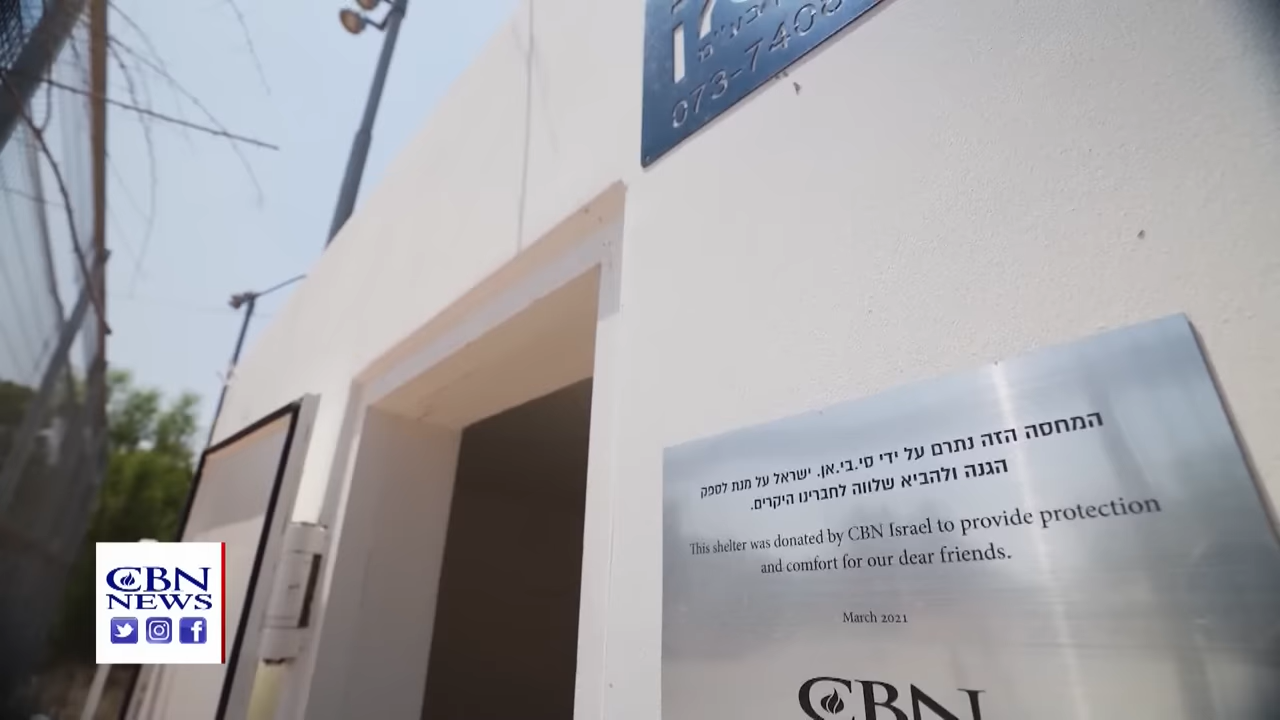 073-7408
המחסה הזה נתרם על ידי סי.בי.אן. ישראל על מנת לספק
הגנה ולהביא שלווה לחברינו היקרים.
This shelter was donated by CBN Israel to provide protection
and comfort for our dear friends.
March 2021
CBN
CBN
NEWS